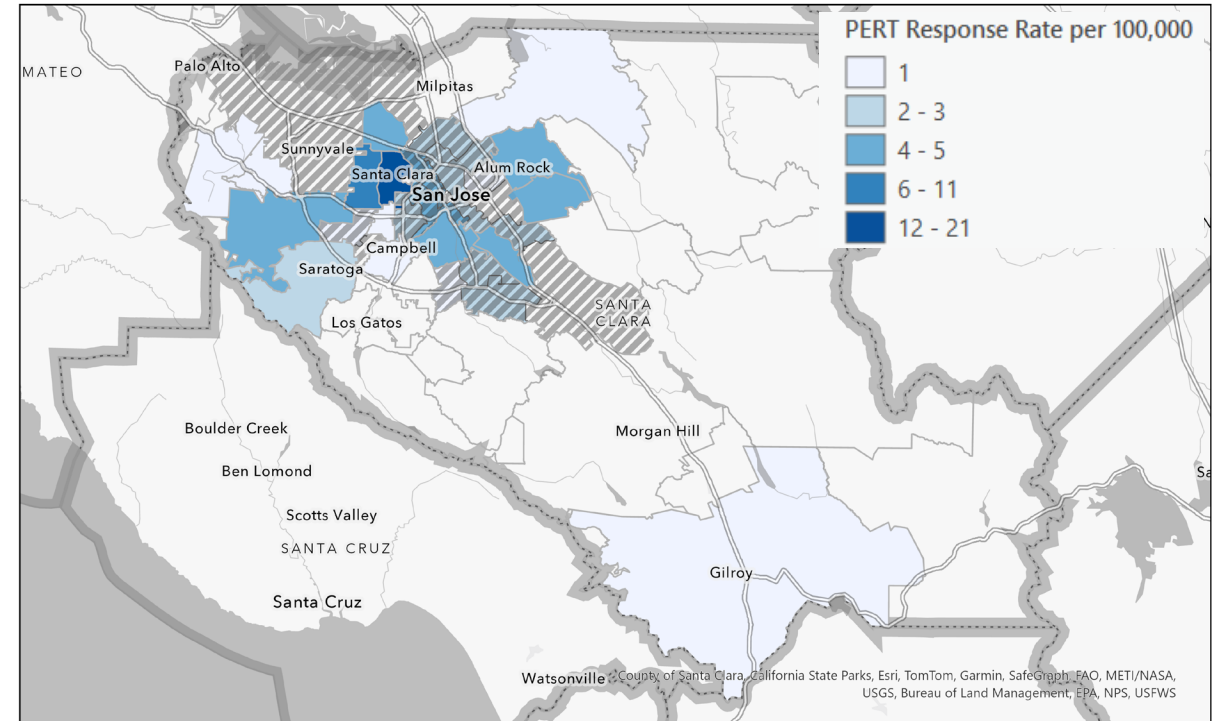 PERT Response Rate per 100,000
1
2 - 3
4 - 5
6 - 11
12 - 21
MATEO
Palo Alto
Milpitas
Sunnyvale
Alum Rock
Santa Clara
San Jose
Campbell
Saratoga
SANTA
CLARA
Los Gatos
Boulder Creek
Morgan Hill
Ben Lomond
Sa
Scotts Valley
SANTA CRUZ
Gilroy
Santa Cruz
Watsonville
County of Santa Clara, California State Parks, Esri, TomTom, Garmin, SafeGraph, FAO, METI/NASA,
USGS, Bureau of Land Management, EPA, NPS, USFWS